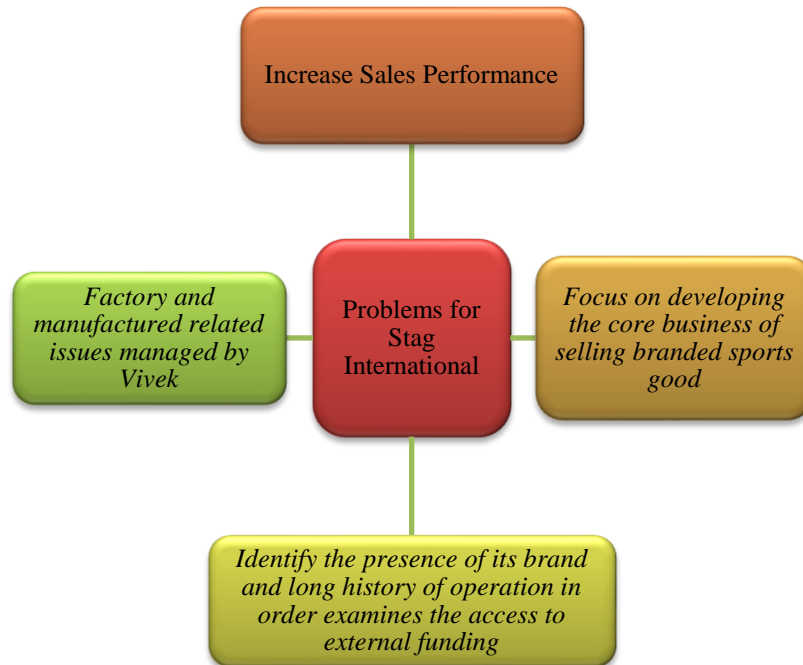 Increase Sales Performance
Factory and
manufactured related
issues managed by
Vivek
Problems for
Stag
International
Focus on developing
the core business of
selling branded sports
good
Identify the presence of its brand
and long history of operation in
order examines the access to
external funding